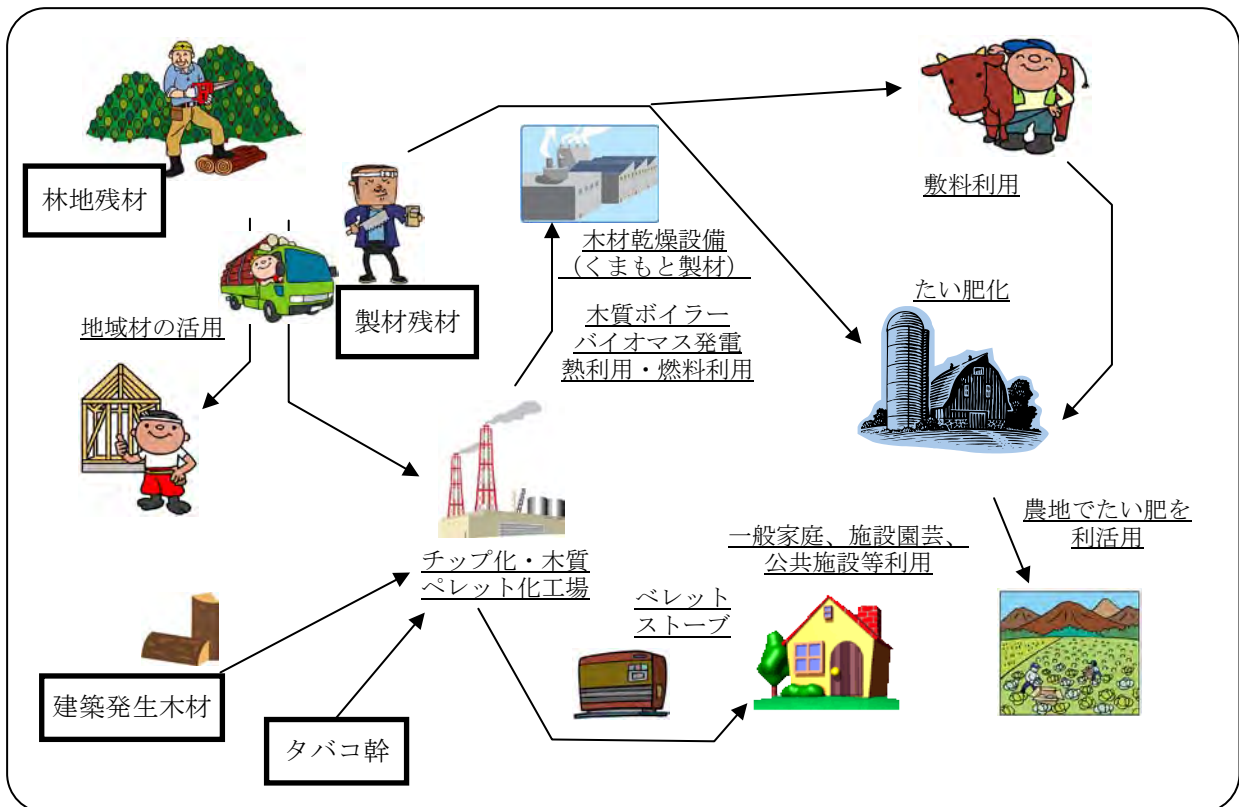 林地残材
敷料利用
木材乾燥設備
（くまもと製材）
たい肥化
地域材の活用
製材残材
木質ボイラー
バイオマス発電
熱利用・燃料利用
農地でたい肥を
利活用
一般家庭、施設園芸、
公共施設等利用
チップ化・木質
ペレット化工場
ベレット
ストーブ
建築発生木材
タバコ幹